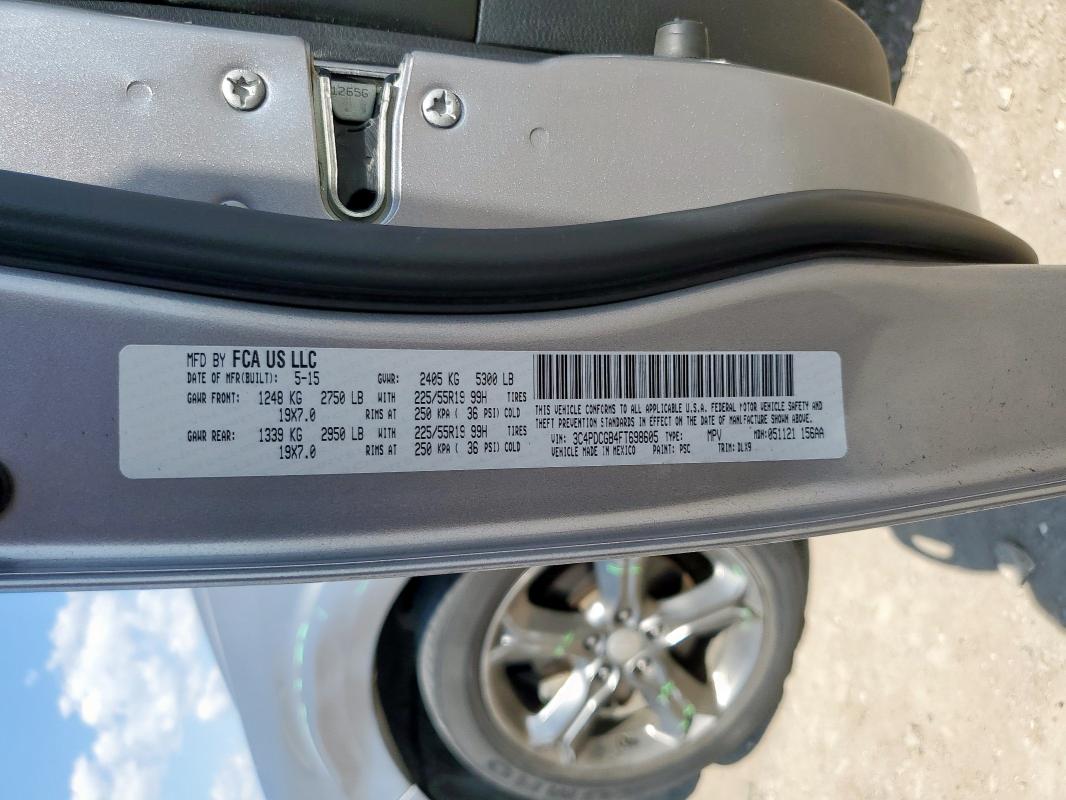 12656
MFD BY FCA US LLC
DATE OF MFR(BUILT): 5-15 GVWR: 2405 KG 5300 LB
GAWR FRONT: 1248 KG 2750 LB WITH 225/55R19 99H TIRES
19X7.0 RIMS AT 250 KPA ( 36 PSI) COLD
GAWR REAR: 1339 KG 2950 LB WITH 225/55R19 99H TIRES
19X7.0 RIMS AT 250 KPA ( 36 PSI) COLD
THIS VEHICLE CONFORMS TO ALL APPLICABLE U.S.A. FEDERAL MOTOR VEHICLE SAFETY AND
THEFT PREVENTION STANDARDS IN EFFECT ON THE DATE OF MANUFACTURE SHOWN ABOVE.
VIN: 3C4PDCGB4FT698605 TYPE: MPV MDH:051121 156AA
VEHICLE MADE IN MEXICO PAINT: PSC TRIM: DLX9